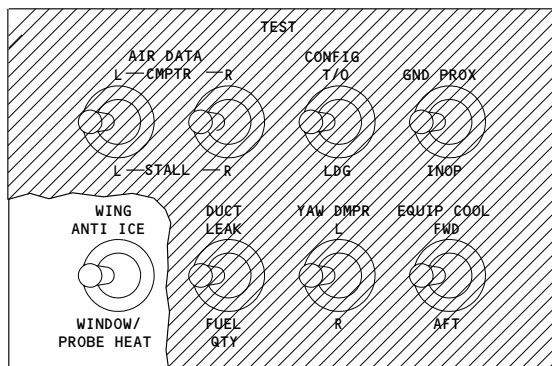 TEST
AIR DATA
L CMPTR R
CONFIG
T/O
GND PROX
L STALL R
LDG
INOP
WING
ANTI ICE
DUCT
LEAK
YAW DMPR
L
EQUIP COOL
FWD
WINDOW/
PROBE HEAT
FUEL
QTY
R
AFT